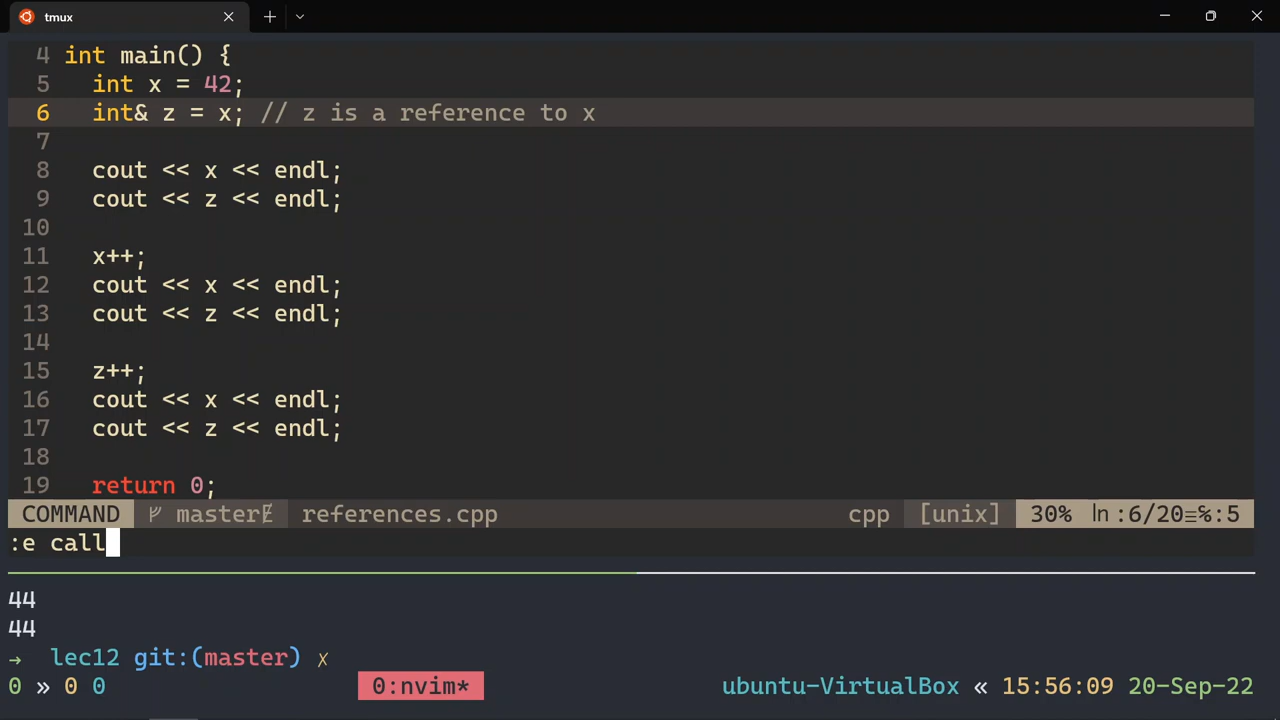 tmux
4 int main() {
5 int x = 42;
6 int& z = x; // z is a reference to x
7
8 cout << x << endl;
9 cout << z << endl;
10
11 x++;
12 cout << x << endl;
13 cout << z << endl;
14
15 z++;
16 cout << x << endl;
17 cout << z << endl;
18
19 return 0;
COMMAND master references.cpp cpp [unix] 30% ln :6/20≡℅:5
:e call
44
44
→ lec12 git:(master) ✗
0 » 0 0 0:nvim* ubuntu-VirtualBox « 15:56:09 20-Sep-22